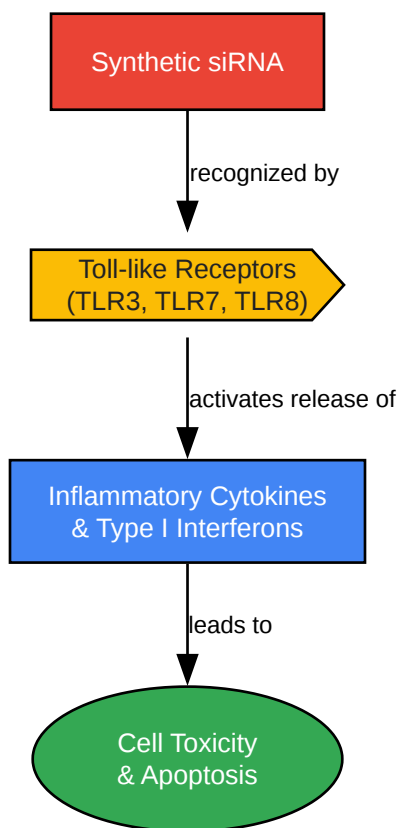 Synthetic siRNA
recognized by
Toll-like Receptors
(TLR3, TLR7, TLR8)
activates release of
Inflammatory Cytokines
& Type I Interferons
leads to
Cell Toxicity
& Apoptosis